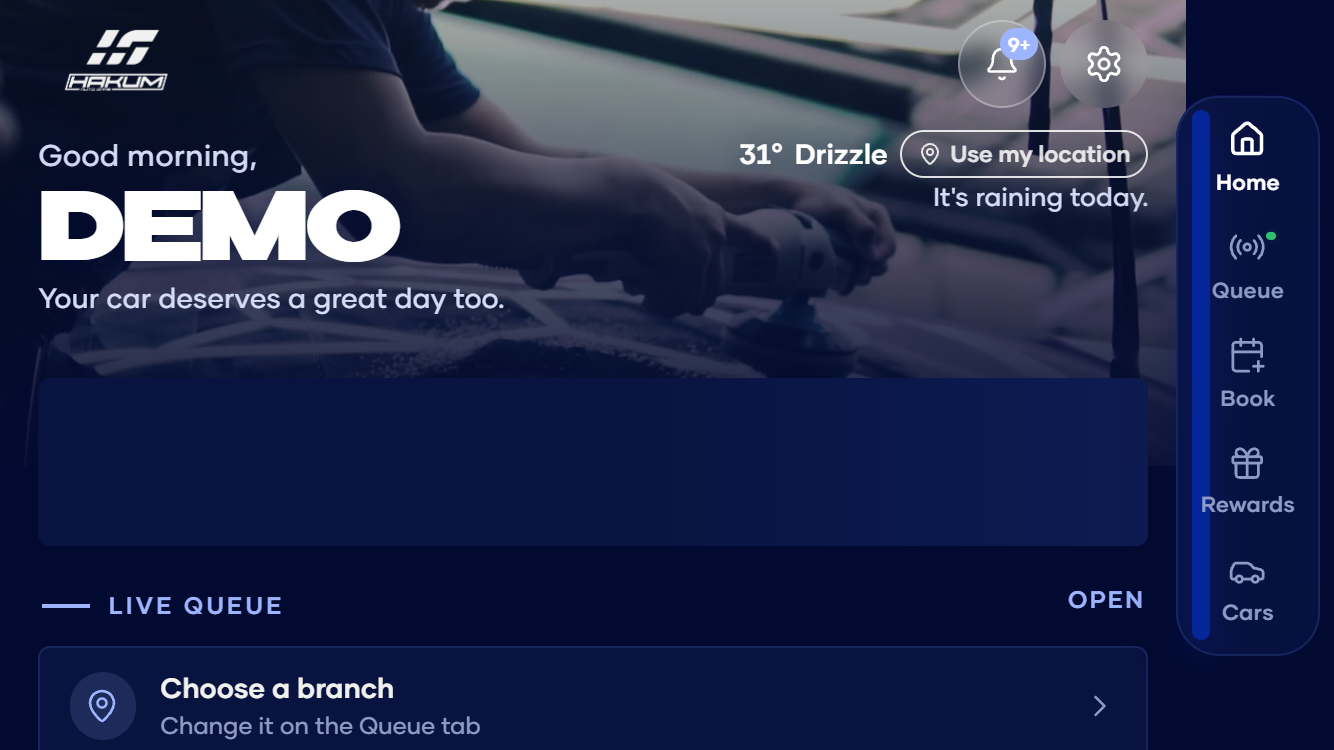 HAKUM
9+
Good morning,
31° Drizzle
Use my location
It's raining today.
DEMO
Your car deserves a great day too.
Home
Queue
Book
Rewards
Cars
LIVE QUEUE
OPEN
Choose a branch
Change it on the Queue tab